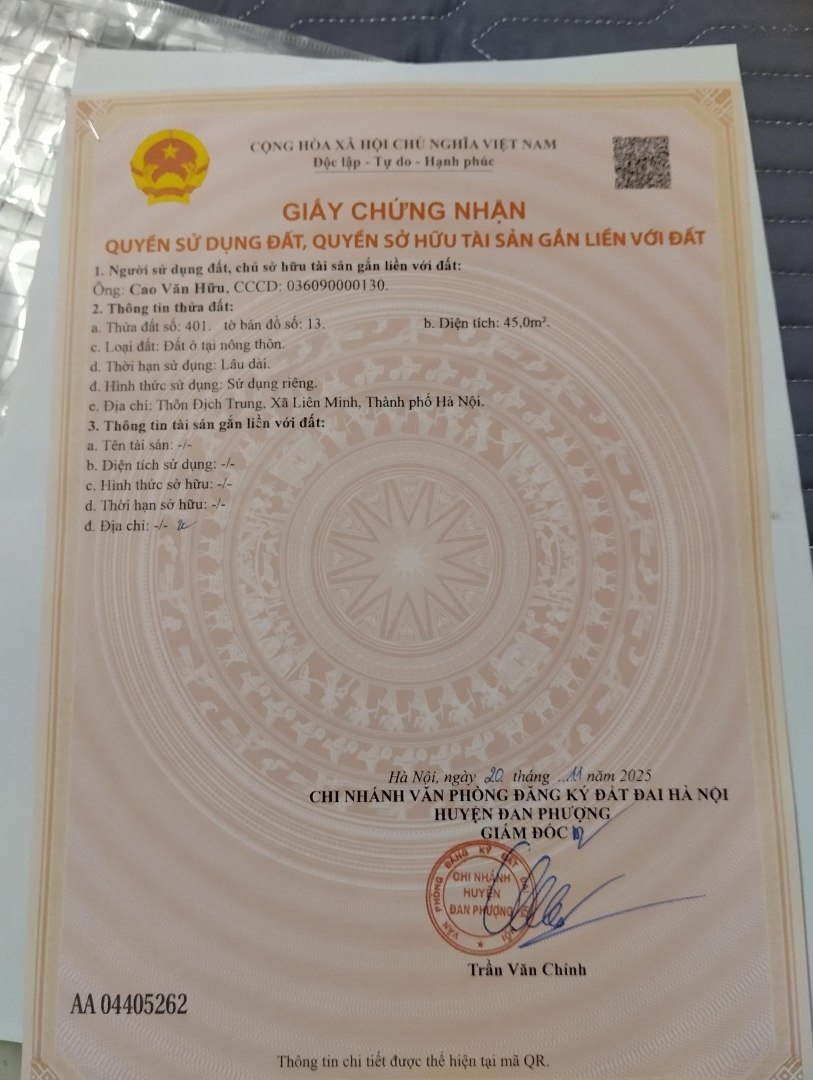 CỘNG HÒA XÃ HỘI CHỦ NGHĨA VIỆT NAM
Độc lập - Tự do - Hạnh phúc
GIẤY CHỨNG NHẬN
QUYỀN SỬ DỤNG ĐẤT, QUYỀN SỞ HỮU TÀI SẢN GẮN LIỀN VỚI ĐẤT
1. Người sử dụng đất, chủ sở hữu tài sản gắn liền với đất:
Ông: Cao Văn Hữu, CCCD: 036090000130.
2. Thông tin thửa đất:
a. Thửa đất số: 401. tờ bản đồ số: 13. b. Diện tích: 45,0m².
c. Loại đất: Đất ở tại nông thôn.
d. Thời hạn sử dụng: Lâu dài.
đ. Hình thức sử dụng: Sử dụng riêng.
e. Địa chỉ: Thôn Địch Trung, Xã Liên Minh, Thành phố Hà Nội.
3. Thông tin tài sản gắn liền với đất:
a. Tên tài sản: -/-
b. Diện tích sử dụng: -/-
c. Hình thức sở hữu: -/-
d. Thời hạn sở hữu: -/-
đ. Địa chỉ: -/-
Hà Nội, ngày 20 tháng ...11 năm 2025
CHI NHÁNH VĂN PHÒNG ĐĂNG KÝ ĐẤT ĐAI HÀ NỘI
HUYỆN ĐAN PHƯỢNG
GIÁM ĐỐC
VĂN PHÒNG ĐĂNG KÝ ĐẤT ĐAI HÀ NỘI
CHI NHÁNH
HUYỆN
ĐAN PHƯỢNG
Trần Văn Chính
AA 04405262
Thông tin chi tiết được thể hiện tại mã QR.